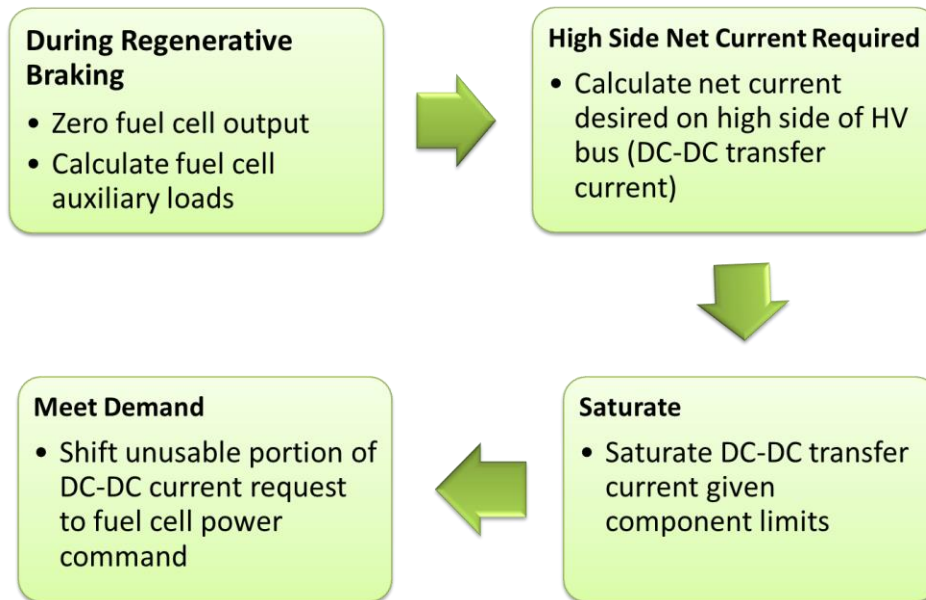 During Regenerative
Braking
• Zero fuel cell output
• Calculate fuel cell
auxiliary loads
High Side Net Current Required
• Calculate net current
desired on high side of HV
bus (DC-DC transfer
current)
Saturate
• Saturate DC-DC transfer
current given
component limits
Meet Demand
• Shift unusable portion of
DC-DC current request
to fuel cell power
command